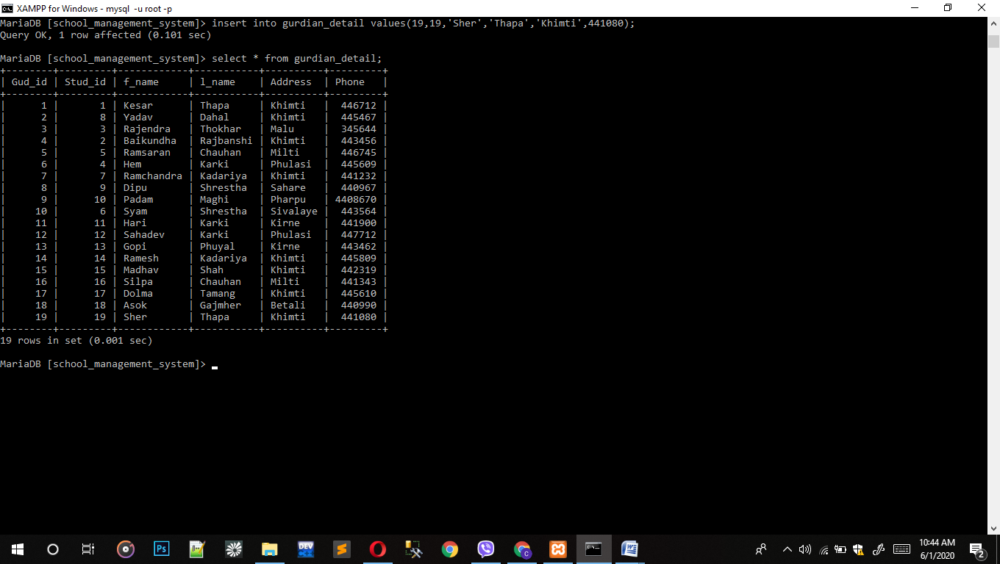 XAMPP for Windows - mysql  -u root -p
MariaDB [school_management_system]> insert into gurdian_detail values(19,19,'Sher','Thapa','Khimti',441080);
Query OK, 1 row affected (0.101 sec)
MariaDB [school_management_system]> select * from gurdian_detail;
+--------+---------+------------+-----------+----------+---------+
| Gud_id | Stud_id | f_name     | l_name    | Address  | Phone   |
+--------+---------+------------+-----------+----------+---------+
|      1 |       1 | Kesar      | Thapa     | Khimti   |  446712 |
|      2 |       8 | Yadav      | Dahal     | Khimti   |  445467 |
|      3 |       3 | Rajendra   | Thokhar   | Malu     |  345644 |
|      4 |       2 | Baikundha  | Rajbanshi | Khimti   |  443456 |
|      5 |       5 | Ramsaran   | Chauhan   | Milti    |  446745 |
|      6 |       4 | Hem        | Karki     | Phulasi  |  445609 |
|      7 |       7 | Ramchandra | Kadariya  | Khimti   |  441232 |
|      8 |       9 | Dipu       | Shrestha  | Sahare   |  440967 |
|      9 |      10 | Padam      | Maghi     | Pharpu   | 4408670 |
|     10 |       6 | Syam       | Shrestha  | Sivalaye |  443564 |
|     11 |      11 | Hari       | Karki     | Kirne    |  441900 |
|     12 |      12 | Sahadev    | Karki     | Phulasi  |  447712 |
|     13 |      13 | Gopi       | Phuyal    | Kirne    |  443462 |
|     14 |      14 | Ramesh     | Kadariya  | Khimti   |  445809 |
|     15 |      15 | Madhav     | Shah      | Khimti   |  442319 |
|     16 |      16 | Silpa      | Chauhan   | Milti    |  441343 |
|     17 |      17 | Dolma      | Tamang    | Khimti   |  445610 |
|     18 |      18 | Asok       | Gajmher   | Betali   |  440990 |
|     19 |      19 | Sher       | Thapa     | Khimti   |  441080 |
+--------+---------+------------+-----------+----------+---------+
19 rows in set (0.001 sec)
MariaDB [school_management_system]>
Ps
DEV
C
10:44 AM
6/1/2020
2